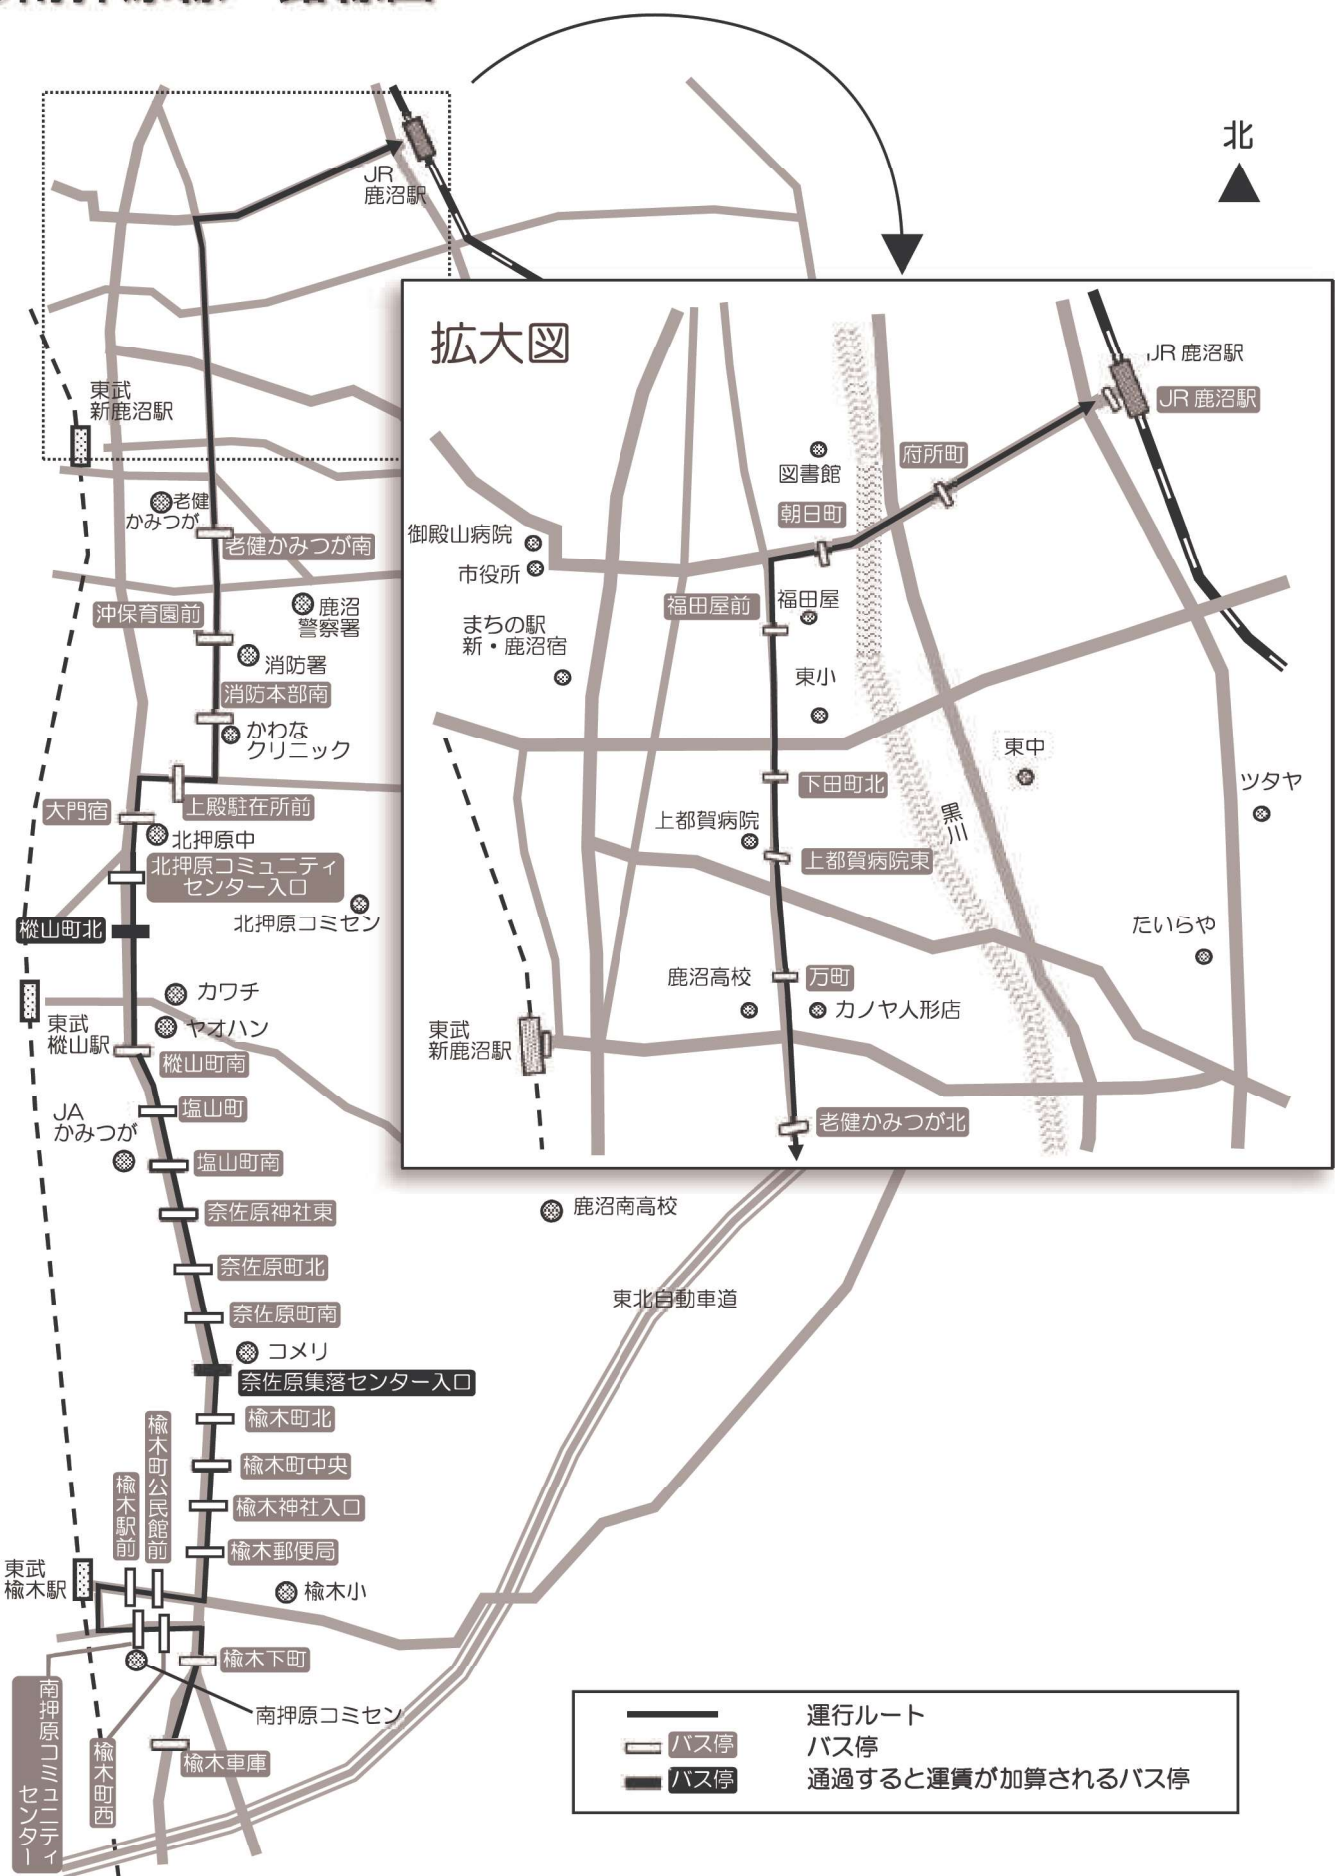 北
JR
鹿沼駅
東武
新鹿沼駅
老健
かみつが
老健かみつが南
沖保育園前
鹿沼
警察署
消防署
消防本部南
かわな
クリニック
大門宿
上殿駐在所前
北押原中
北押原コミュニティ
センター入口
北押原コミセン
樅山町北
カワチ
東武
樅山駅
ヤオハン
樅山町南
塩山町
JA
かみつが
塩山町南
奈佐原神社東
奈佐原町北
奈佐原町南
コメリ
奈佐原集落センター入口
楡木町北
楡木町中央
楡木神社入口
楡木郵便局
楡木町公民館前
楡木駅前
東武
楡木駅
楡木小
楡木下町
南押原コミセン
南押原コミュニティ
センター
楡木町西
楡木車庫
拡大図
JR 鹿沼駅
JR 鹿沼駅
府所町
図書館
朝日町
御殿山病院
市役所
福田屋前
福田屋
まちの駅
新・鹿沼宿
東小
東中
下田町北
ツタヤ
黒川
上都賀病院
上都賀病院東
たいらや
鹿沼高校
万町
カノヤ人形店
東武
新鹿沼駅
老健かみつが北
鹿沼南高校
東北自動車道
運行ルート
バス停
バス停
バス停
通過すると運賃が加算されるバス停